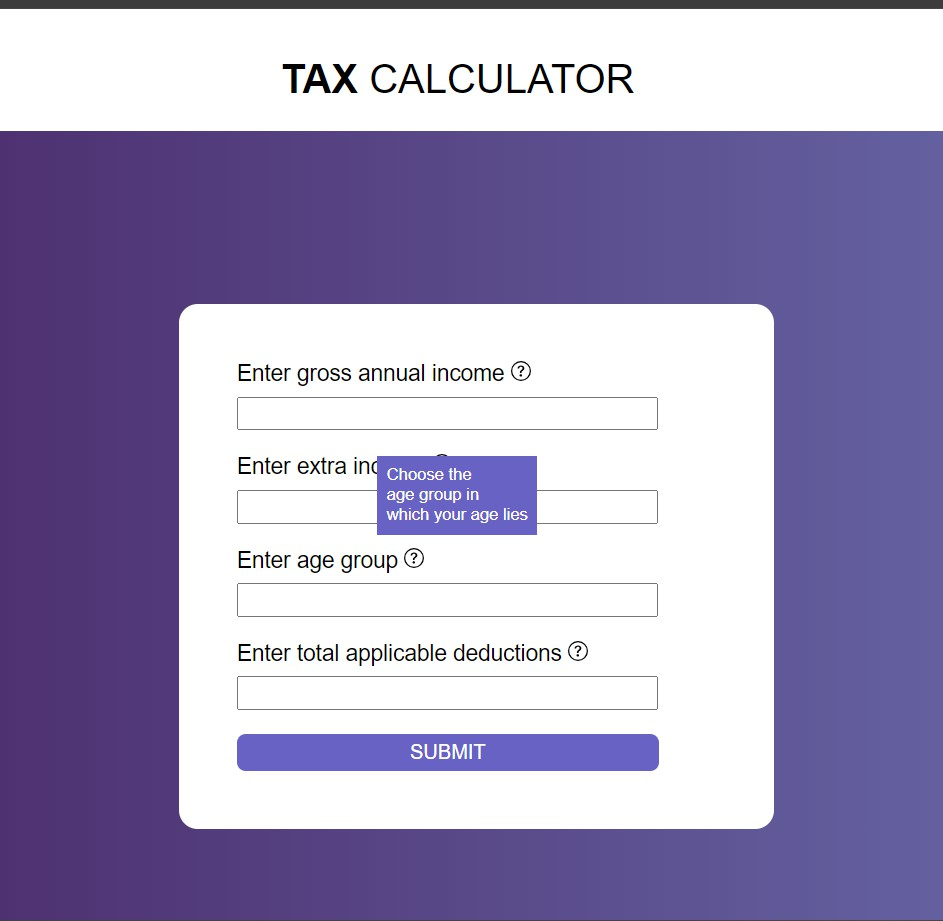 TAX CALCULATOR
Enter gross annual income ?
Enter extra inc
Choose the
age group in
which your age lies
Enter age group ?
Enter total applicable deductions ?
SUBMIT